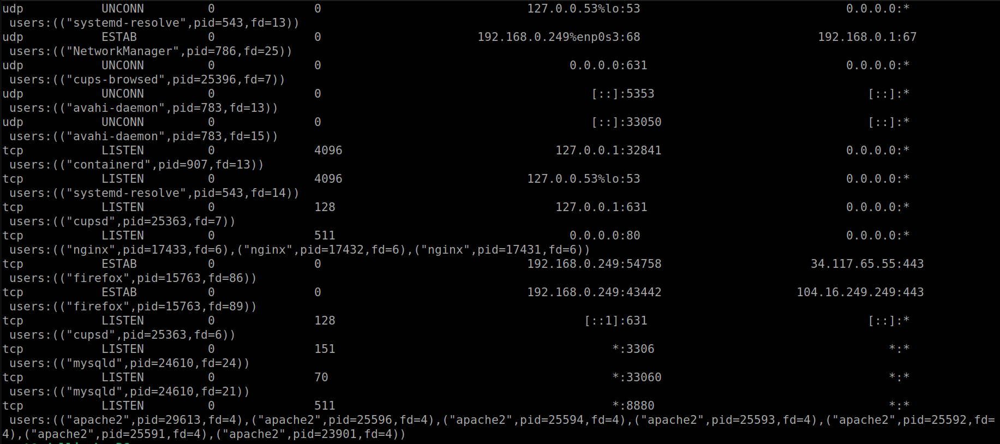 udp UNCONN 0 0 127.0.0.53%lo:53 0.0.0.0:*
users:(("systemd-resolve",pid=543,fd=13))
udp ESTAB 0 0 192.168.0.249%enp0s3:68 192.168.0.1:67
users:(("NetworkManager",pid=786,fd=25))
udp UNCONN 0 0 0.0.0.0:631 0.0.0.0:*
users:(("cups-browsed",pid=25396,fd=7))
udp UNCONN 0 0 [::]:5353 [::]:*
users:(("avahi-daemon",pid=783,fd=13))
udp UNCONN 0 0 [::]:33050 [::]:*
users:(("avahi-daemon",pid=783,fd=15))
tcp LISTEN 0 4096 127.0.0.1:32841 0.0.0.0:*
users:(("containerd",pid=907,fd=13))
tcp LISTEN 0 4096 127.0.0.53%lo:53 0.0.0.0:*
users:(("systemd-resolve",pid=543,fd=14))
tcp LISTEN 0 128 127.0.0.1:631 0.0.0.0:*
users:(("cupsd",pid=25363,fd=7))
tcp LISTEN 0 511 0.0.0.0:80 0.0.0.0:*
users:(("nginx",pid=17433,fd=6),("nginx",pid=17432,fd=6),("nginx",pid=17431,fd=6))
tcp ESTAB 0 0 192.168.0.249:54758 34.117.65.55:443
users:(("firefox",pid=15763,fd=86))
tcp ESTAB 0 0 192.168.0.249:43442 104.16.249.249:443
users:(("firefox",pid=15763,fd=89))
tcp LISTEN 0 128 [::1]:631 [::]:*
users:(("cupsd",pid=25363,fd=6))
tcp LISTEN 0 151 *:3306 *:*
users:(("mysqld",pid=24610,fd=24))
tcp LISTEN 0 70 *:33060 *:*
users:(("mysqld",pid=24610,fd=21))
tcp LISTEN 0 511 *:8880 *:*
users:(("apache2",pid=29613,fd=4),("apache2",pid=25596,fd=4),("apache2",pid=25594,fd=4),("apache2",pid=25593,fd=4),("apache2",pid=25592,fd=
4),("apache2",pid=25591,fd=4),("apache2",pid=23901,fd=4))